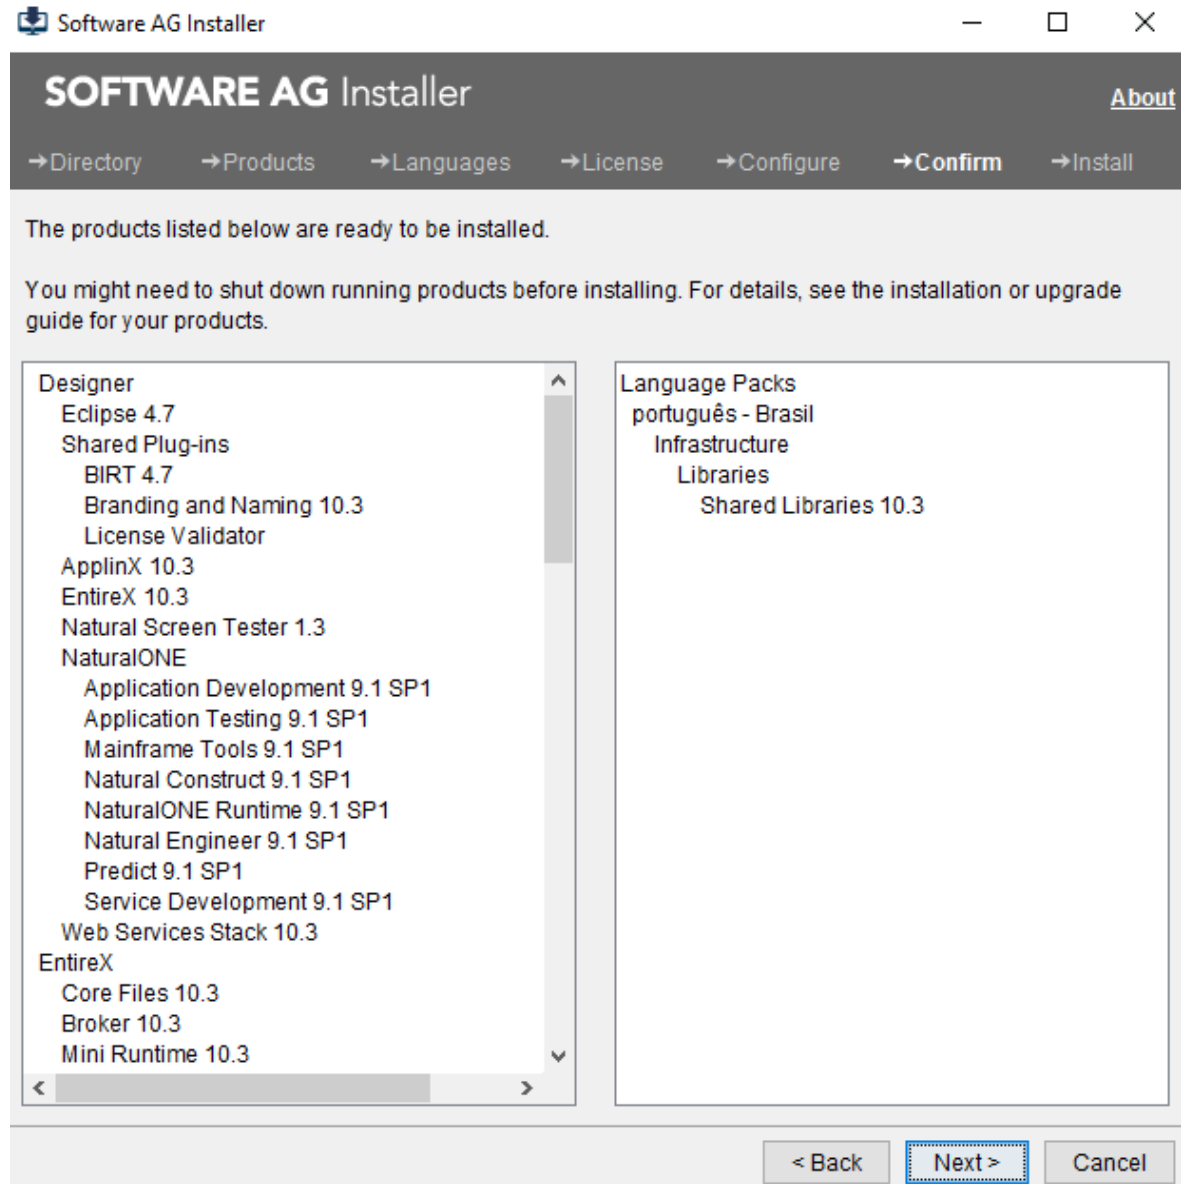 Software AG Installer
SOFTWARE AG Installer
About
→Directory →Products →Languages →License →Configure →Confirm →Install
The products listed below are ready to be installed.
You might need to shut down running products before installing. For details, see the installation or upgrade
guide for your products.
Designer
Eclipse 4.7
Shared Plug-ins
BIRT 4.7
Branding and Naming 10.3
License Validator
ApplinX 10.3
EntireX 10.3
Natural Screen Tester 1.3
NaturalONE
Application Development 9.1 SP1
Application Testing 9.1 SP1
Mainframe Tools 9.1 SP1
Natural Construct 9.1 SP1
NaturalONE Runtime 9.1 SP1
Natural Engineer 9.1 SP1
Predict 9.1 SP1
Service Development 9.1 SP1
Web Services Stack 10.3
EntireX
Core Files 10.3
Broker 10.3
Mini Runtime 10.3
Language Packs
português - Brasil
Infrastructure
Libraries
Shared Libraries 10.3
< Back Next > Cancel